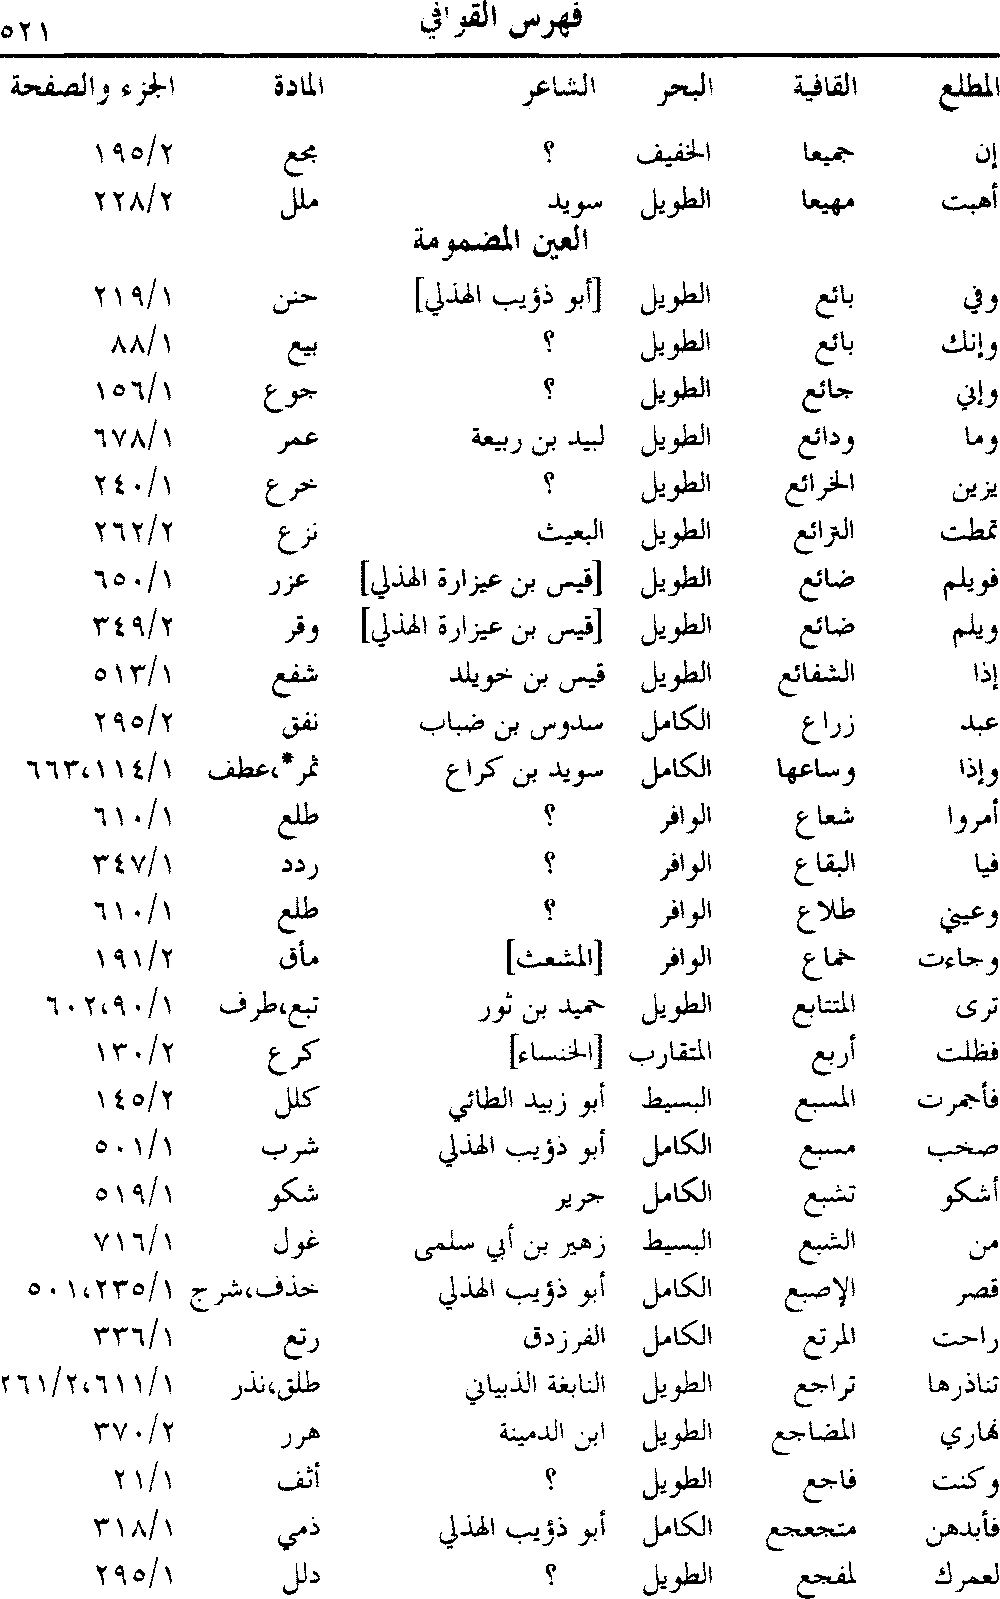 فهرس القوافي ٥٢١
المطلع القافية البحر الشاعر المادة الجزء والصفحة
إن جميعا الخفيف ؟ مجع ١٩٥/٢
أهبت مهيعا الطويل سويد ملل ٢٢٨/٢
العين المضمومة
وفي بائع الطويل [أبو ذؤيب الهذلي] حنن ٢١٩/١
وإنك بائع الطويل ؟ بيع ٨٨/١
وإني جائع الطويل ؟ جوع ١٥٦/١
وما ودائع الطويل لبيد بن ربيعة عمر ٦٧٨/١
يزين الخرائع الطويل ؟ خرع ٢٤٠/١
تمطت الترائع الطويل البعيث نزع ٢٦٢/٢
فويلم ضائع الطويل [قيس بن عيزارة الهذلي] عزر ٦٥٠/١
ويلم ضائع الطويل [قيس بن عيزارة الهذلي] وقر ٣٤٩/٢
إذا الشفائع الطويل قيس بن خويلد شفع ٥١٣/١
عبد زراع الكامل سدوس بن ضباب نفق ٢٩٥/٢
وإذا وساعها الكامل سويد بن كراع ثمر*،عطف ٦٦٣،١١٤/١
أمروا شعاع الوافر ؟ طلع ٦١٠/١
فيا البقاع الوافر ؟ ردد ٣٤٧/١
وعيني طلاع الوافر ؟ طلع ٦١٠/١
وجاءت خماع الوافر [المشعث] مأق ١٩١/٢
ترى المتتابع الطويل حميد بن ثور تبع،طرف ٦٠٢،٩٠/١
فظلت أربع المتقارب [الخنساء] كرع ١٣٠/٢
فأجمرت المسبع البسيط أبو زبيد الطائي كلل ١٤٥/٢
صخب مسبع الكامل أبو ذؤيب الهذلي شرب ٥٠١/١
أشكو تشبع الكامل جرير شكو ٥١٩/١
من الشبع البسيط زهير بن أبي سلمى غول ٧١٦/١
قصر الإصبع الكامل أبو ذؤيب الهذلي خذف،شرج ٥٠١،٢٣٥/١
راحت المرتع الكامل الفرزدق رتع ٣٣٦/١
تناذرها تراجع الطويل النابغة الذبياني طلق،نذر ٢٦١/٢،٦١١/١
نهاري المضاجع الطويل ابن الدمينة هرر ٣٧٠/٢
وكنت فاجع الطويل ؟ أثف ٢١/١
فأبدهن متجعجع الكامل أبو ذؤيب الهذلي ذمي ٣١٨/١
لعمرك لمفجع الطويل ؟ دلل ٢٩٥/١